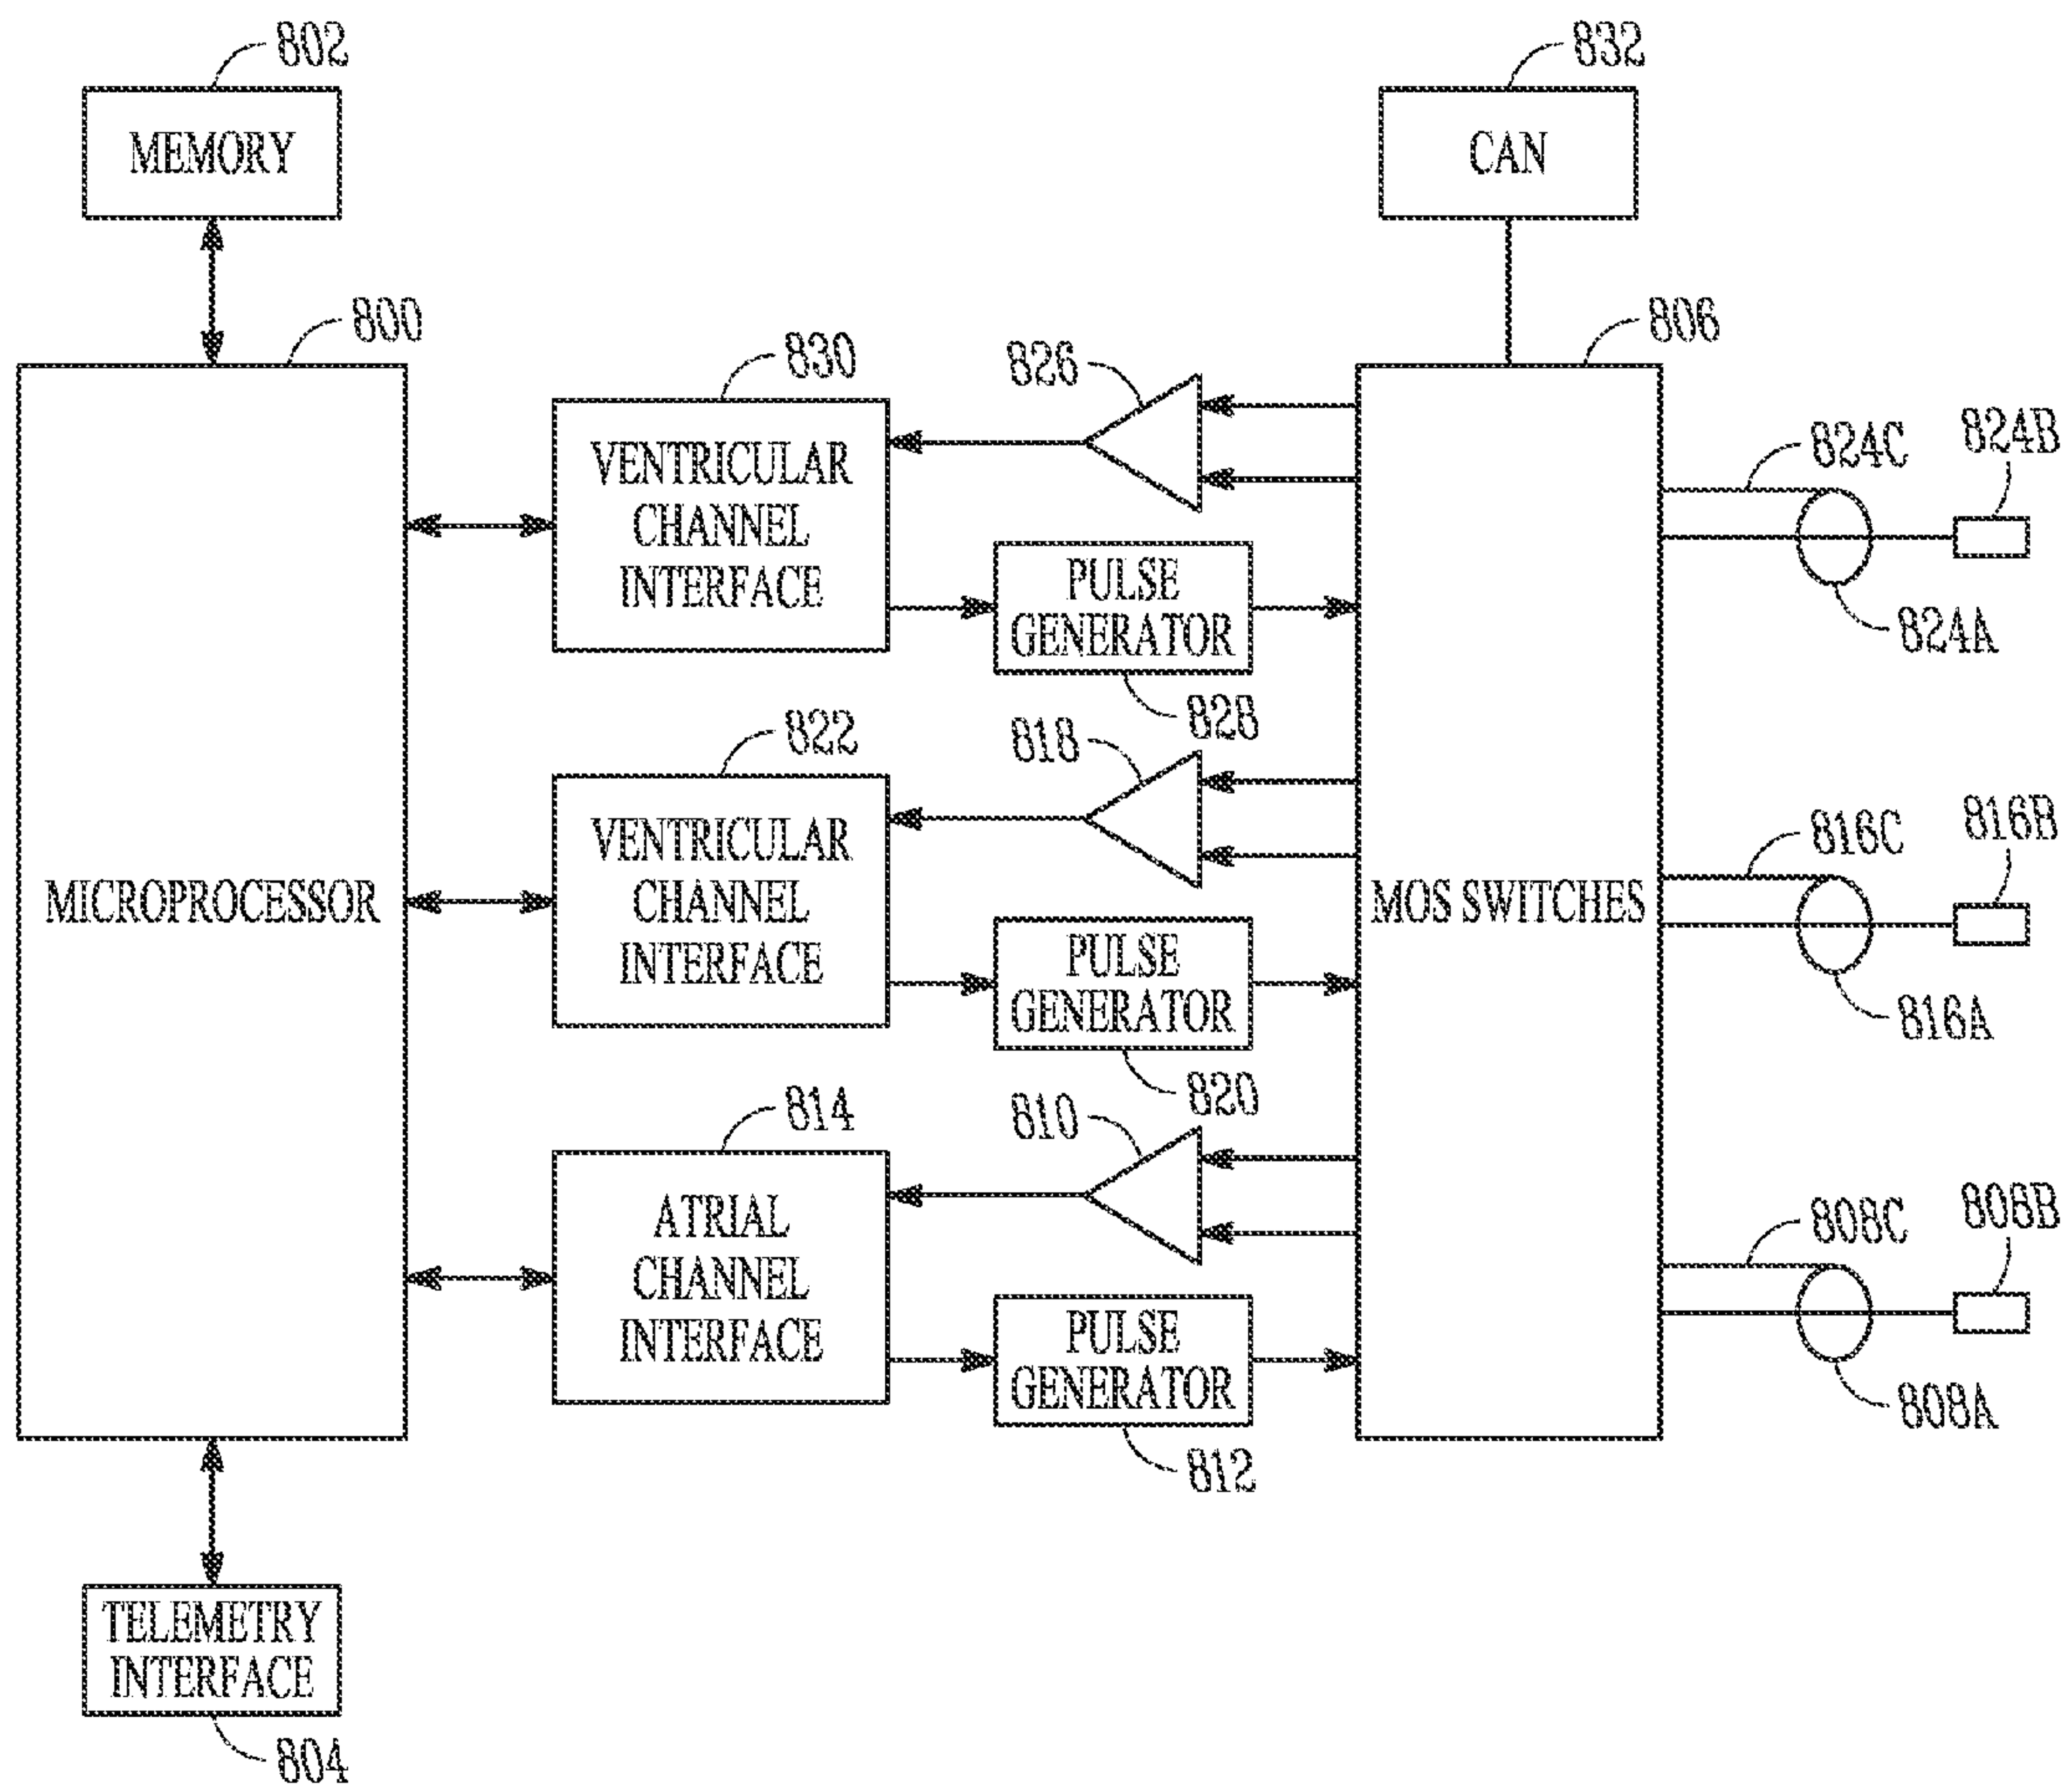 802
832
MEMORY
CAN
800
806
830
826
824B
824C
VENTRICULAR
CHANNEL
INTERFACE
PULSE
GENERATOR
824A
828
822
818
816B
816C
VENTRICULAR
CHANNEL
INTERFACE
MICROPROCESSOR
MOS SWITCHES
PULSE
GENERATOR
816A
820
814
810
808B
808C
ATRIAL
CHANNEL
INTERFACE
PULSE
GENERATOR
808A
812
TELEMETRY
INTERFACE
804